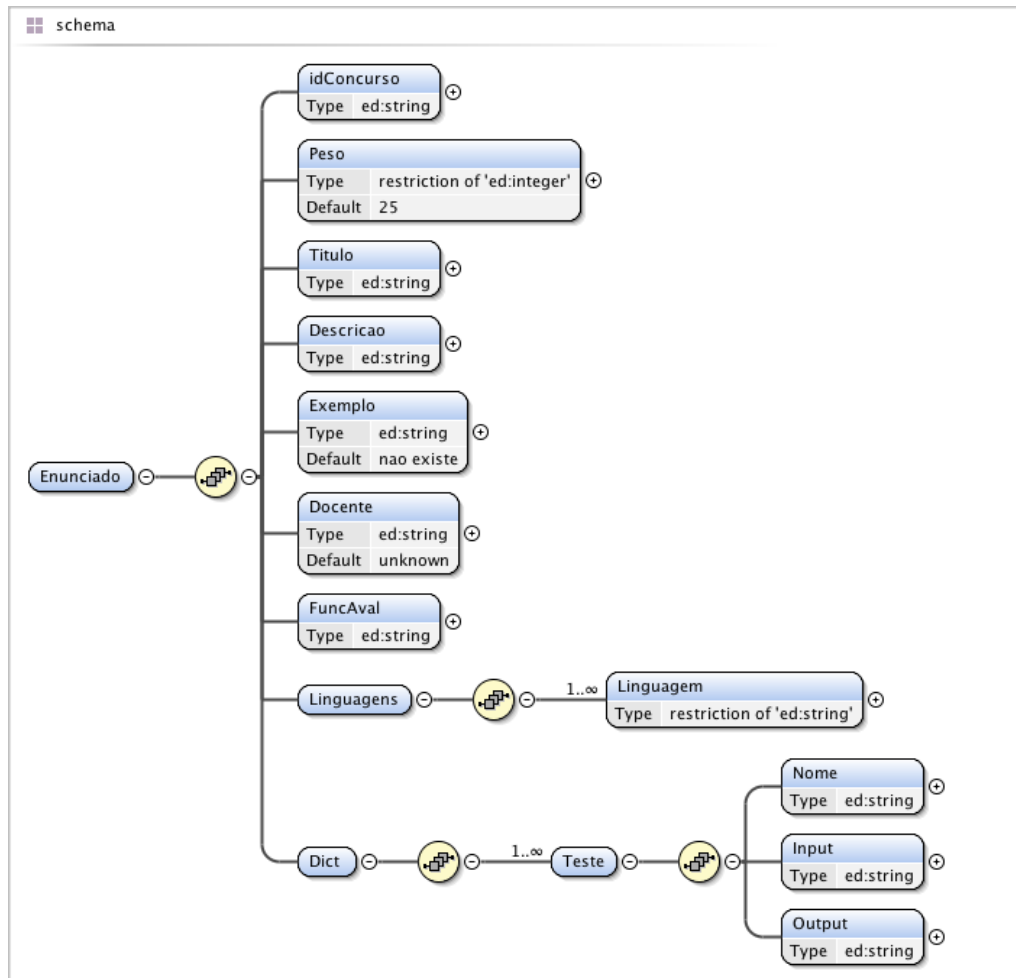 schema
idConcurso
Type ed:string
Peso
Type restriction of 'ed:integer'
Default 25
Titulo
Type ed:string
Descricao
Type ed:string
Exemplo
Type ed:string
Default nao existe
Enunciado
Docente
Type ed:string
Default unknown
FuncAval
Type ed:string
Linguagens
1..∞
Linguagem
Type restriction of 'ed:string'
Dict
1..∞
Teste
Nome
Type ed:string
Input
Type ed:string
Output
Type ed:string